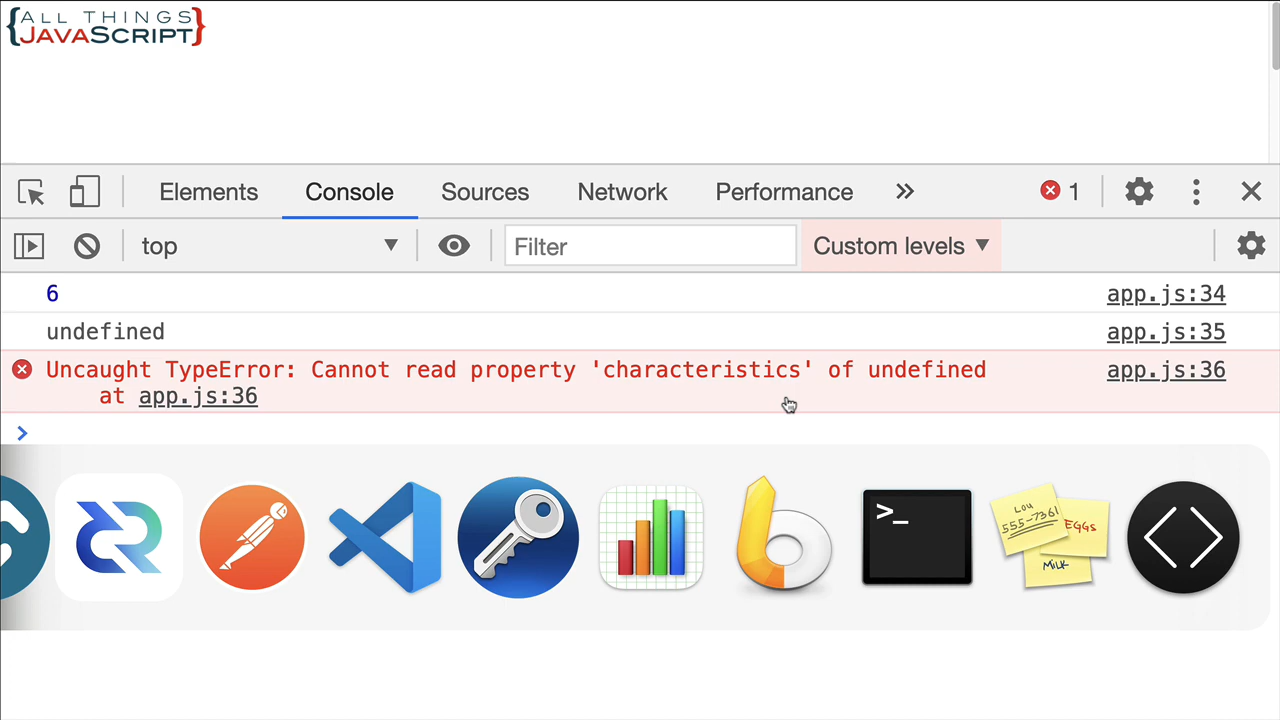 {ALL THINGS
JAVASCRIPT}
Elements Console Sources Network Performance » 1
top Filter Custom levels
6 app.js:34
undefined app.js:35
Uncaught TypeError: Cannot read property 'characteristics' of undefined app.js:36
at app.js:36
>
>_
LOU
555-7361
EGGS
MILK